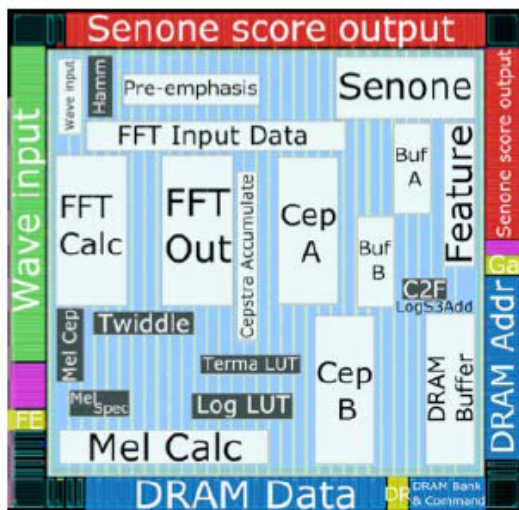 Senone score output
Wave input
Wave input
Hamm
Pre-emphasis
Senone
FFT Input Data
Buf
A
Feature
Senone score output
FFT
Calc
FFT
Out
Cepstra Accumulate
Cep
A
Buf
B
Ga
C2F
LogS3Add
Mel Cep
Twiddle
Terma LUT
Cep
B
DRAM
Buffer
DRAM Addr
Mel
Spec
Log LUT
FE
Mel Calc
DRAM Data
DR
DRAM Bank
& Command